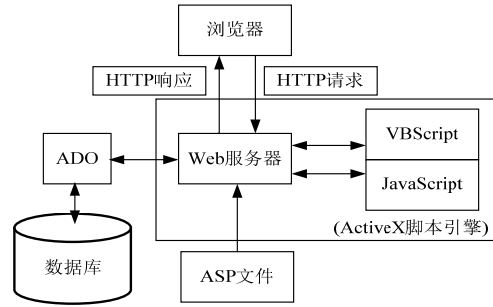 浏览器
HTTP响应
HTTP请求
VBScript
ADO
Web服务器
JavaScript
(ActiveX脚本引擎)
数据库
ASP文件